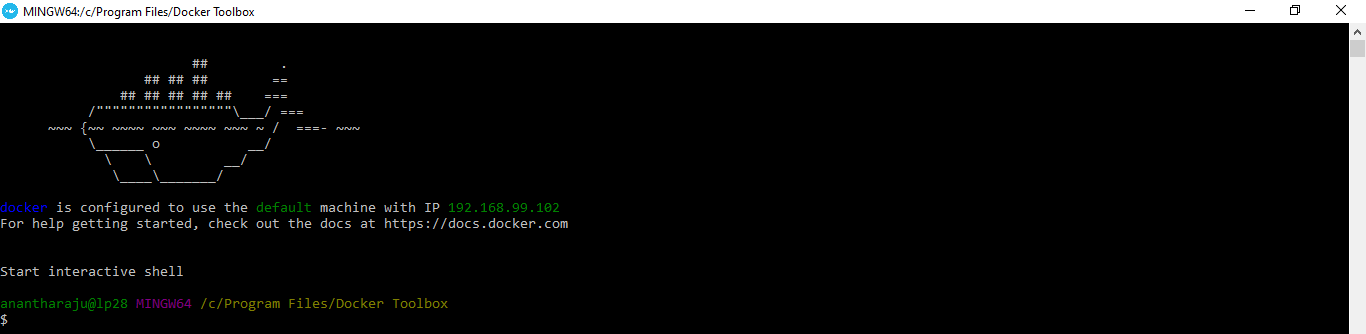 MINGW64:/c/Program Files/Docker Toolbox
                        ##         .
                  ## ## ##        ==
               ## ## ## ## ##    ===
           /"""""""""""""""""\___/ ===
      ~~~ {~~ ~~~~ ~~~ ~~~~ ~~~ ~ /  ===- ~~~
           \______ o           __/
             \    \         __/
              \____\_______/
docker is configured to use the default machine with IP 192.168.99.102
For help getting started, check out the docs at https://docs.docker.com
Start interactive shell
anantharaju@lp28 MINGW64 /c/Program Files/Docker Toolbox
$